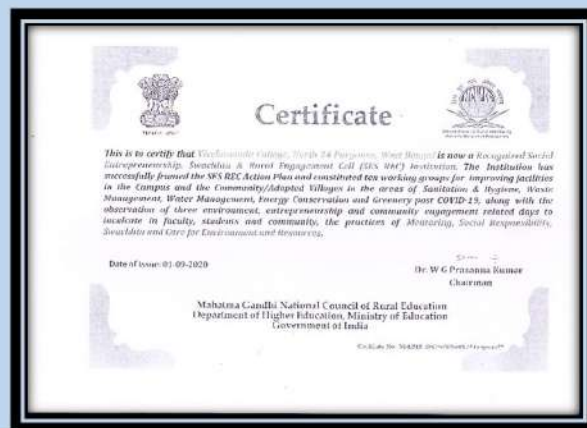 Certificate
This is to certify that Vivekananda College, North 24 Parganas, West Bengal is now a Recognized Social
Entrepreneurship, Swachhta & Rural Engagement Cell (SES REC) Institution. The Institution has
successfully framed the SES REC Action Plan and constituted ten working groups for improving facilities
in the Campus and the Community/Adopted Villages in the areas of Sanitation & Hygiene, Waste
Management, Water Management, Energy Conservation and Greenery post COVID-19, along with the
observation of three environment, entrepreneurship and community engagement related days to
inculcate in faculty, students and community, the practices of Mentoring, Social Responsibility,
Swachhta and Care for Environment and Resources.
Date of Issue: 01-09-2020
Dr. W G Prasanna Kumar
Chairman
Mahatma Gandhi National Council of Rural Education
Department of Higher Education, Ministry of Education
Government of India